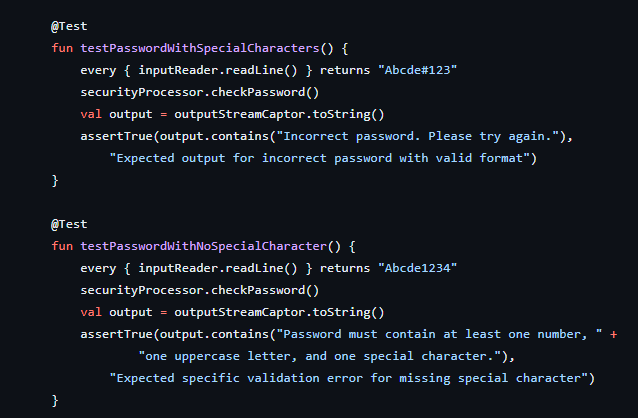 @Test
fun testPasswordWithSpecialCharacters() {
    every { inputReader.readLine() } returns "Abcde#123"
    securityProcessor.checkPassword()
    val output = outputStreamCaptor.toString()
    assertTrue(output.contains("Incorrect password. Please try again."),
        "Expected output for incorrect password with valid format")
}

@Test
fun testPasswordWithNoSpecialCharacter() {
    every { inputReader.readLine() } returns "Abcde1234"
    securityProcessor.checkPassword()
    val output = outputStreamCaptor.toString()
    assertTrue(output.contains("Password must contain at least one number, " +
            "one uppercase letter, and one special character."),
        "Expected specific validation error for missing special character")
}